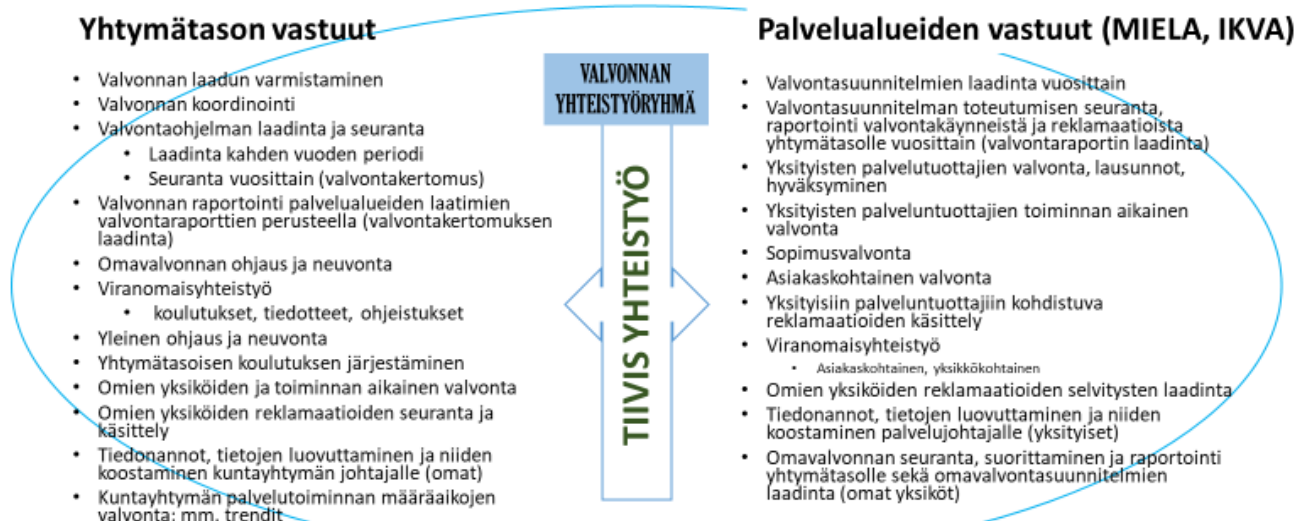 Yhtymätason vastuut
• Valvonnan laadun varmistaminen
• Valvonnan koordinointi
• Valvontaohjelman laadinta ja seuranta
• Laadinta kahden vuoden periodi
• Seuranta vuosittain (valvontakertomus)
• Valvonnan raportointi palvelualueiden laatimien
valvontaraporttien perusteella (valvontakertomuksen
laadinta)
• Omavalvonnan ohjaus ja neuvonta
• Viranomaisyhteistyö
• koulutukset, tiedotteet, ohjeistukset
• Yleinen ohjaus ja neuvonta
• Yhtymätasoisen koulutuksen järjestäminen
• Omien yksiköiden ja toiminnan aikainen valvonta
• Omien yksiköiden reklamaatioiden seuranta ja
käsittely
• Tiedonannot, tietojen luovuttaminen ja niiden
koostaminen kuntayhtymän johtajalle (omat)
• Kuntayhtymän palvelutoiminnan määräaikojen
valvonta; mm. trendit
VALVONNAN
YHTEISTYÖRYHMÄ
TIIVIS YHTEISTYÖ
Palvelualueiden vastuut (MIELA, IKVA)
• Valvontasuunnitelmien laadinta vuosittain
• Valvontasuunnitelman toteutumisen seuranta,
raportointi valvontakäynneistä ja reklamaatioista
yhtymätasolle vuosittain (valvontaraportin laadinta)
• Yksityisten palvelutuottajien valvonta, lausunnot,
hyväksyminen
• Yksityisten palveluntuottajien toiminnan aikainen
valvonta
• Sopimusvalvonta
• Asiakaskohtainen valvonta
• Yksityisiin palveluntuottajiin kohdistuva
reklamaatioiden käsittely
• Viranomaisyhteistyö
• Asiakaskohtainen, yksikkökohtainen
• Omien yksiköiden reklamaatioiden selvitysten laadinta
• Tiedonannot, tietojen luovuttaminen ja niiden
koostaminen palvelujohtajalle (yksityiset)
• Omavalvonnan seuranta, suorittaminen ja raportointi
yhtymätasolle sekä omavalvontasuunnitelmien
laadinta (omat yksiköt)